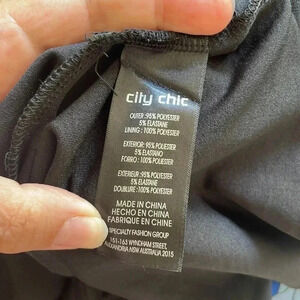 city chic
OUTER :95% POLYESTER
5% ELASTANE
LINING : 100% POLYESTER
EXTERIOR: 95% POLYESTER
5% ELASTANO
FORRO : 100% POLYESTER
EXTERIEUR :95% POLYESTER
5% ELASTANE
DOUBLURE : 100% POLYESTER
MADE IN CHINA
HECHO EN CHINA
FABRIQUÉ EN CHINE
SPECIALTY FASHION GROUP
151-163 WYNDHAM STREET,
ALEXANDRIA NSW AUSTRALIA 2015